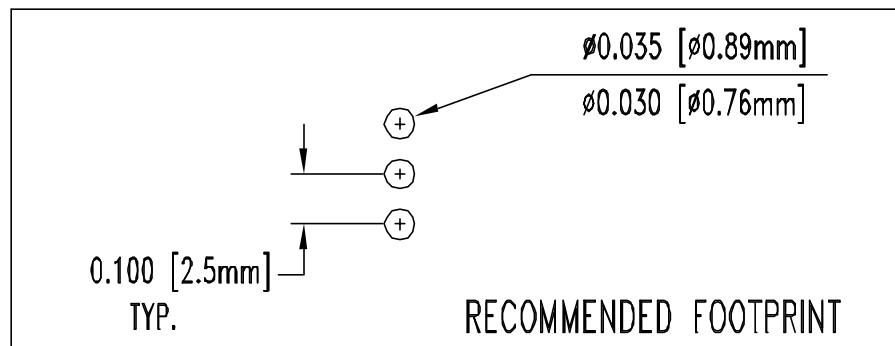 ø0.035 [ø0.89mm]
ø0.030 [ø0.76mm]
0.100 [2.5mm]
TYP.
RECOMMENDED FOOTPRINT